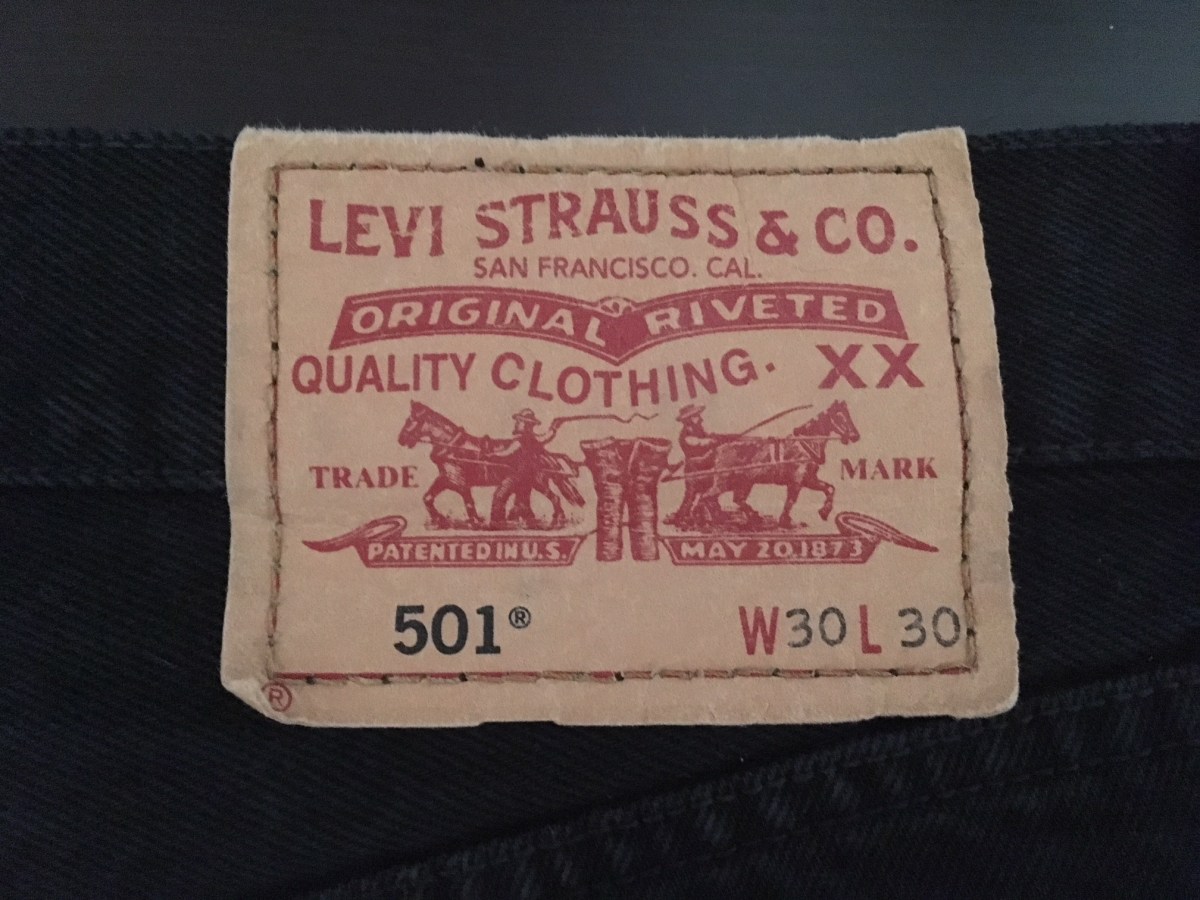 LEVI STRAUSS & CO.
SAN FRANCISCO. CAL.
ORIGINAL RIVETED
QUALITY CLOTHING. XX
TRADE MARK
PATENTED IN U.S. MAY 20.1873
501® W30 L 30
®